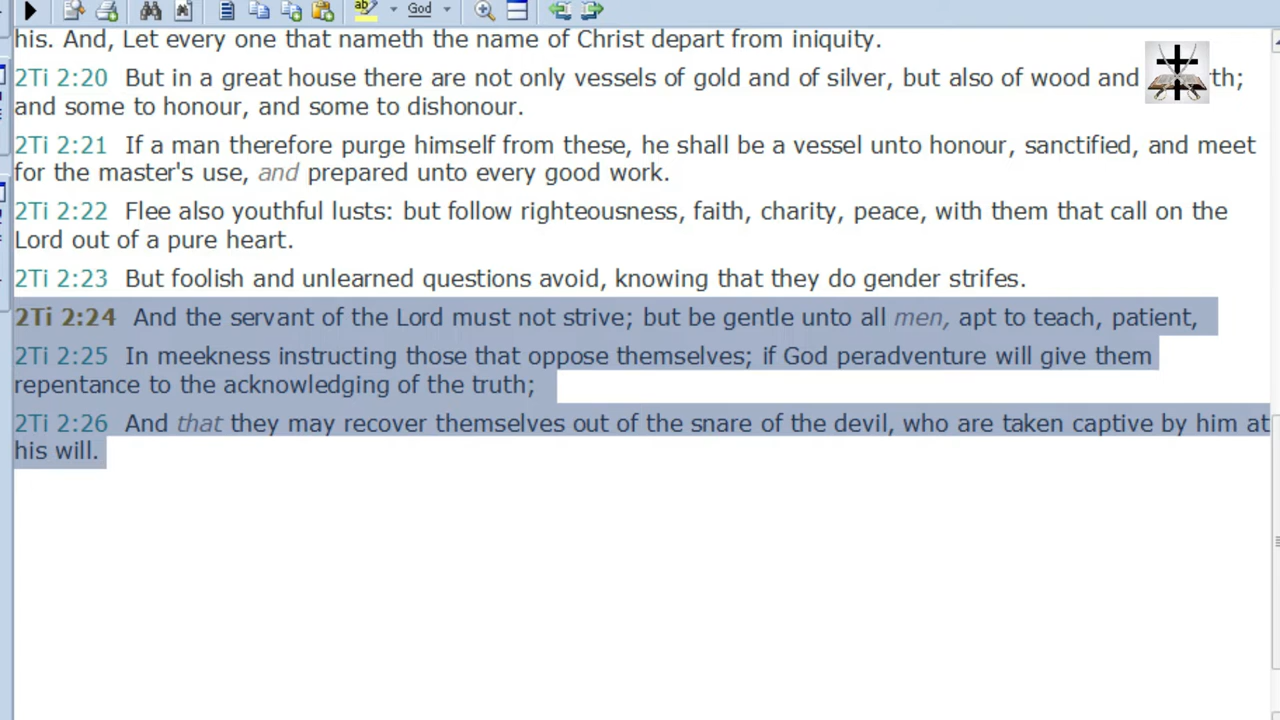 ab God
his. And, Let every one that nameth the name of Christ depart from iniquity.
2Ti 2:20 But in a great house there are not only vessels of gold and of silver, but also of wood and th;
and some to honour, and some to dishonour.
2Ti 2:21 If a man therefore purge himself from these, he shall be a vessel unto honour, sanctified, and meet
for the master's use, and prepared unto every good work.
2Ti 2:22 Flee also youthful lusts: but follow righteousness, faith, charity, peace, with them that call on the
Lord out of a pure heart.
2Ti 2:23 But foolish and unlearned questions avoid, knowing that they do gender strifes.
2Ti 2:24 And the servant of the Lord must not strive; but be gentle unto all men, apt to teach, patient,
2Ti 2:25 In meekness instructing those that oppose themselves; if God peradventure will give them
repentance to the acknowledging of the truth;
2Ti 2:26 And that they may recover themselves out of the snare of the devil, who are taken captive by him at
his will.